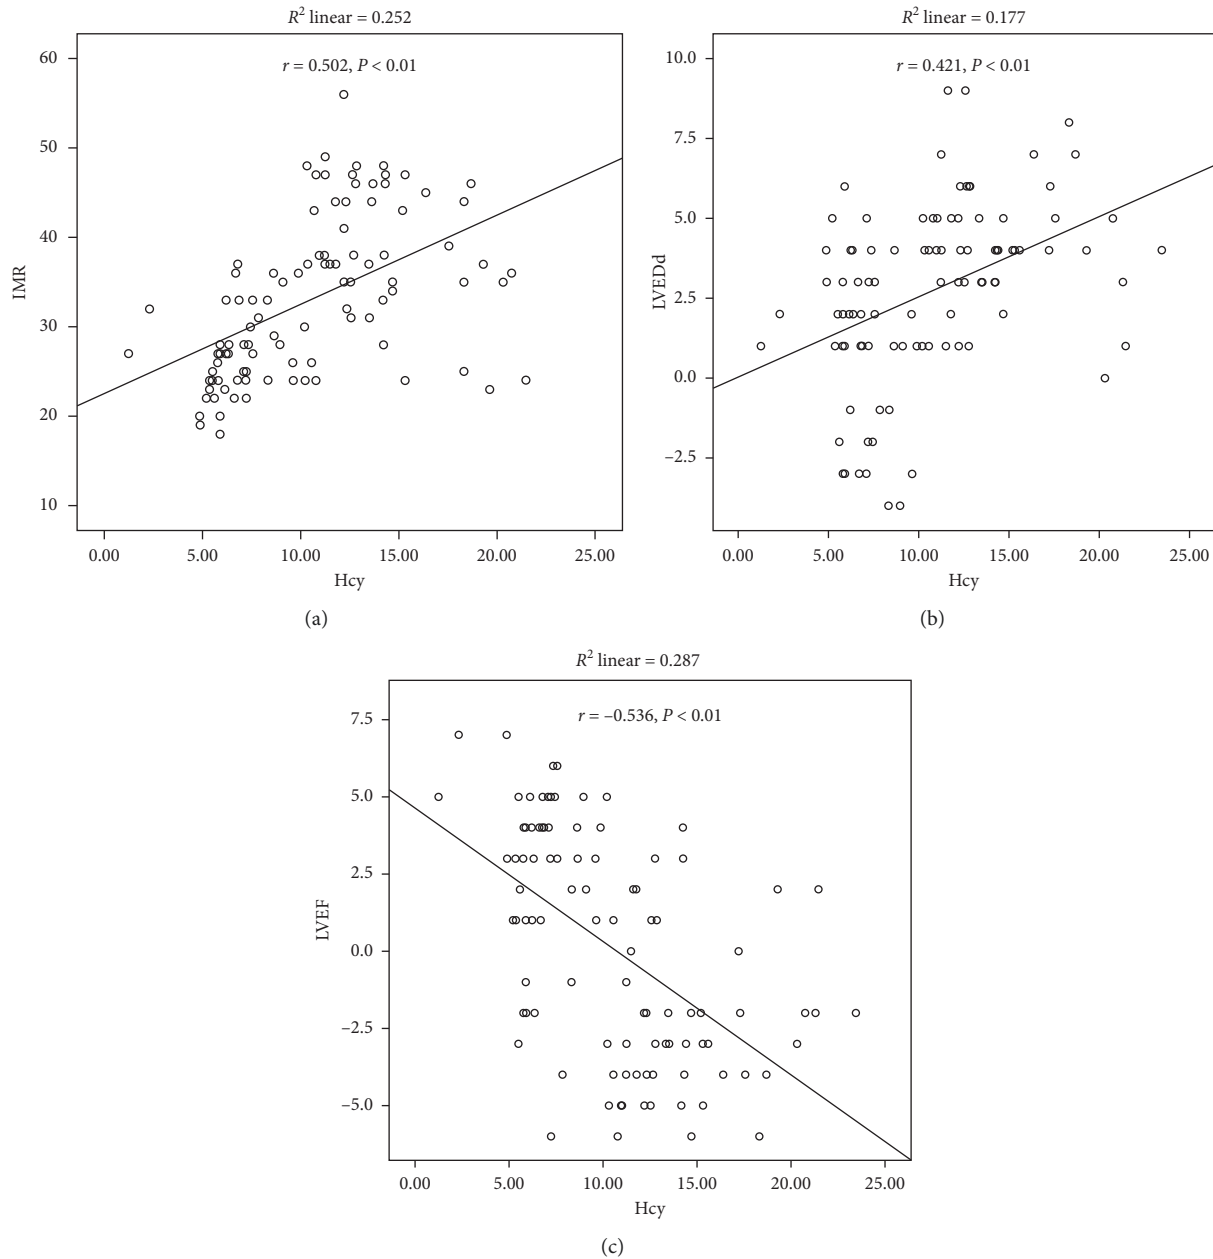 R² linear = 0.252
r = 0.502, P < 0.01
60
50
40
30
20
10
IMR
0.00 5.00 10.00 15.00 20.00 25.00
Hcy
(a)
R² linear = 0.177
r = 0.421, P < 0.01
10.0
7.5
5.0
2.5
0.0
–2.5
LVEDd
0.00 5.00 10.00 15.00 20.00 25.00
Hcy
(b)
R² linear = 0.287
r = –0.536, P < 0.01
7.5
5.0
2.5
0.0
–2.5
–5.0
LVEF
0.00 5.00 10.00 15.00 20.00 25.00
Hcy
(c)